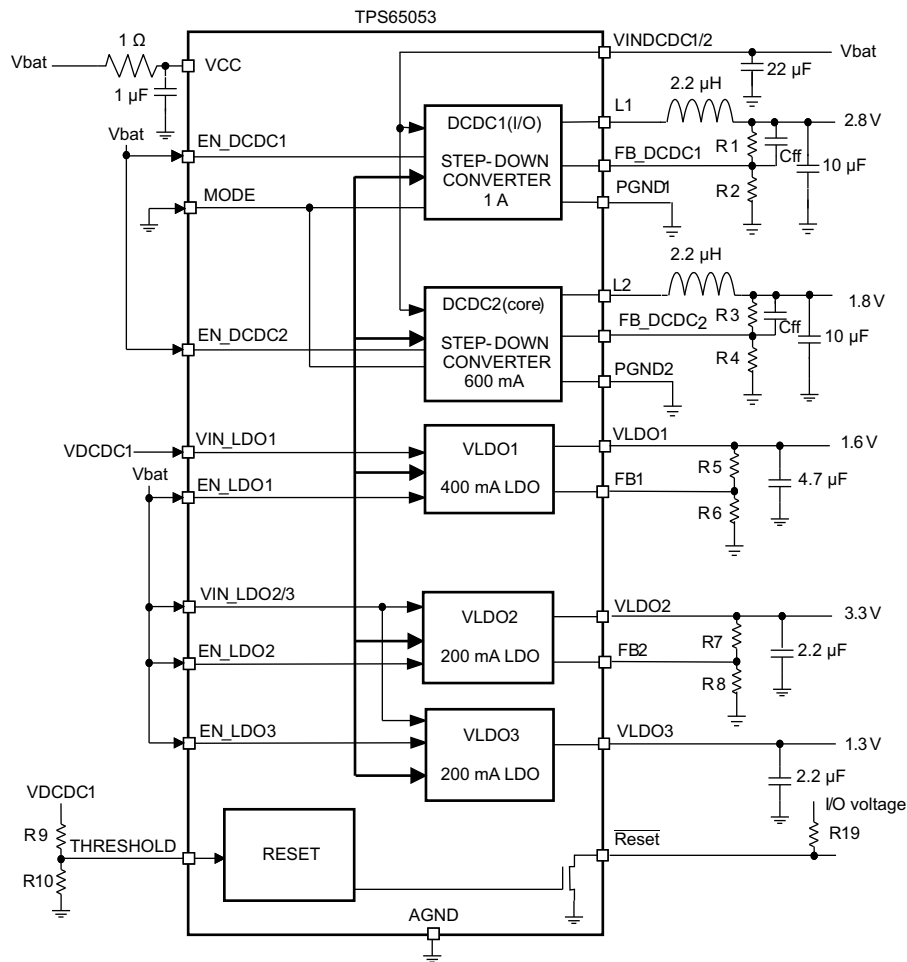 TPS65053
1 Ω
Vbat
VCC
1 µF
VINDCDC1/2
Vbat
22 µF
2.2 µH
L1
2.8 V
DCDC1(I/O)
STEP-DOWN
CONVERTER
1 A
Vbat
EN_DCDC1
FB_DCDC1
R1
Cff
10 µF
R2
MODE
PGND1
2.2 µH
L2
1.8 V
DCDC2(core)
STEP-DOWN
CONVERTER
600 mA
EN_DCDC2
FB_DCDC2
R3
Cff
10 µF
R4
PGND2
VDCDC1
VIN_LDO1
VLDO1
400 mA LDO
VLDO1
1.6 V
R5
4.7 µF
Vbat
EN_LDO1
FB1
R6
VIN_LDO2/3
VLDO2
200 mA LDO
VLDO2
3.3 V
R7
2.2 µF
EN_LDO2
FB2
R8
EN_LDO3
VLDO3
200 mA LDO
VLDO3
1.3 V
2.2 µF
VDCDC1
R9
THRESHOLD
R10
RESET
Reset
I/O voltage
R19
AGND